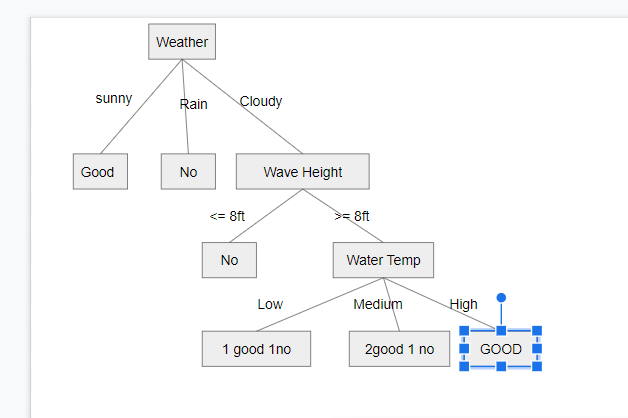 Weather
sunny
Rain
Cloudy
Good
No
Wave Height
<= 8ft
>= 8ft
No
Water Temp
Low
Medium
High
1 good 1no
2good 1 no
GOOD